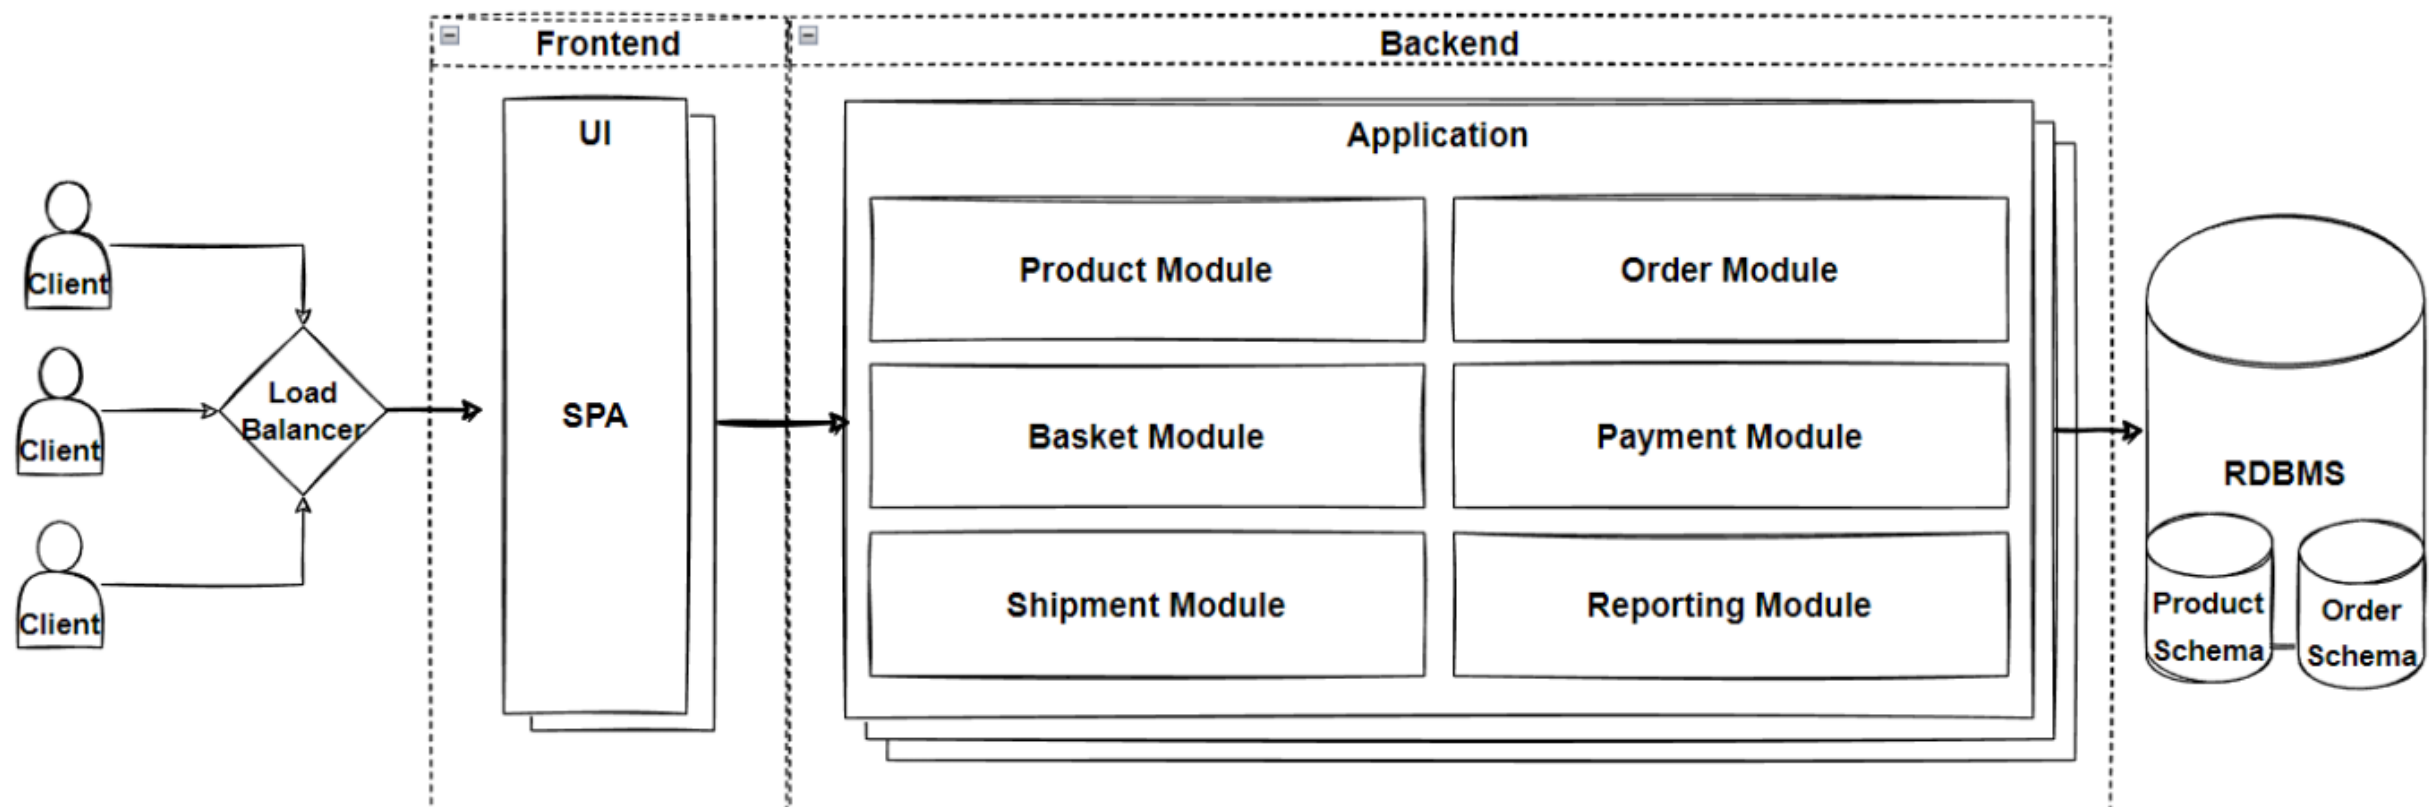 Frontend
Backend
UI
SPA
Application
Product Module
Order Module
Basket Module
Payment Module
Shipment Module
Reporting Module
Client
Client
Client
Load
Balancer
RDBMS
Product
Schema
Order
Schema